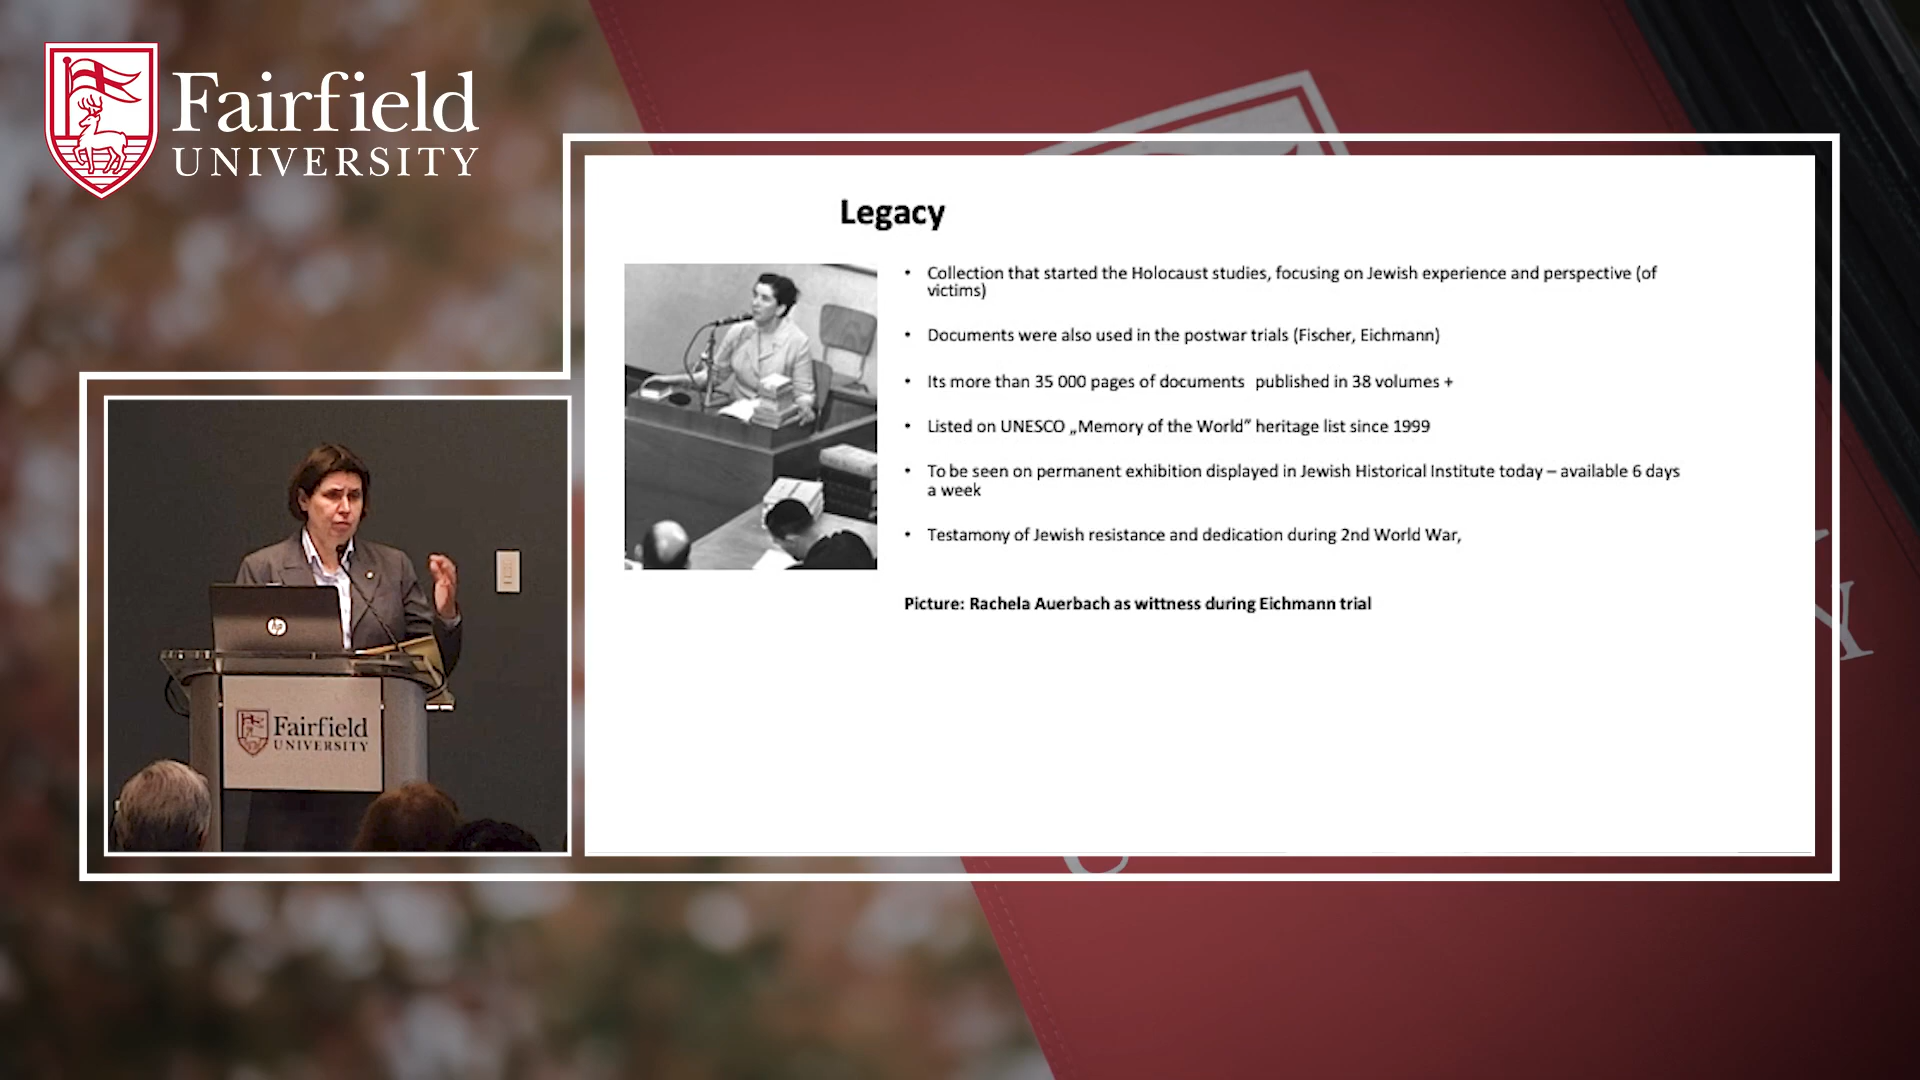 Fairfield
UNIVERSITY
Legacy
• Collection that started the Holocaust studies, focusing on Jewish experience and perspective (of
victims)
• Documents were also used in the postwar trials (Fischer, Eichmann)
• Its more than 35 000 pages of documents published in 38 volumes +
• Listed on UNESCO „Memory of the World” heritage list since 1999
• To be seen on permanent exhibition displayed in Jewish Historical Institute today – available 6 days
a week
• Testamony of Jewish resistance and dedication during 2nd World War,
Picture: Rachela Auerbach as wittness during Eichmann trial
hp
Fairfield
UNIVERSITY